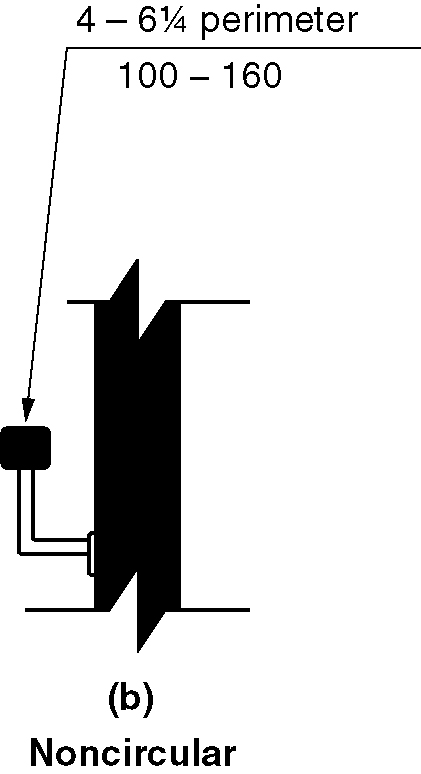 4 – 6¼ perimeter
100 – 160
(b)
Noncircular